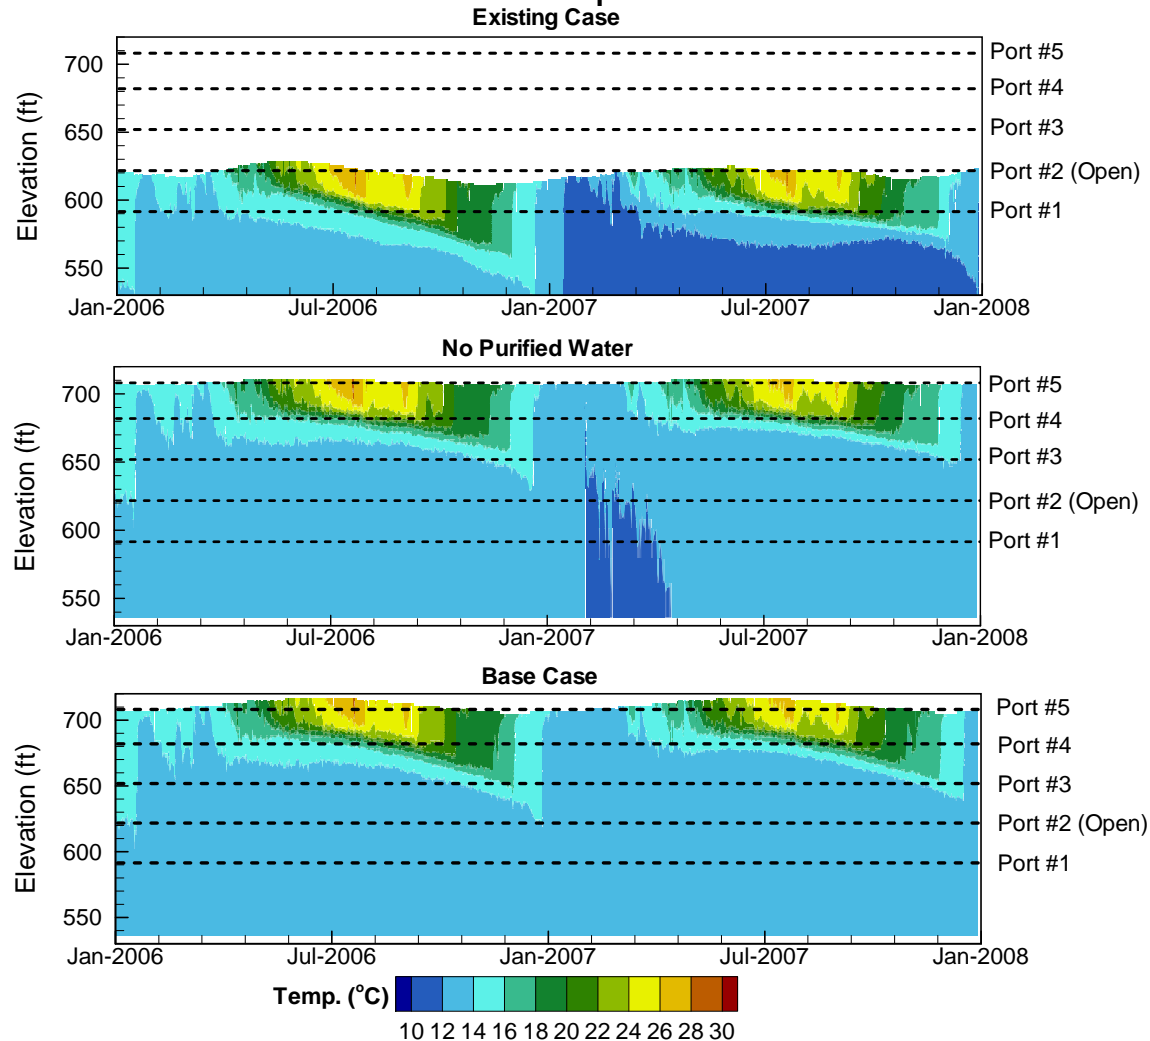 Existing Case
Elevation (ft)
700
650
600
550
Port #5
Port #4
Port #3
Port #2 (Open)
Port #1
Jan-2006 Jul-2006 Jan-2007 Jul-2007 Jan-2008
No Purified Water
Elevation (ft)
700
650
600
550
Port #5
Port #4
Port #3
Port #2 (Open)
Port #1
Jan-2006 Jul-2006 Jan-2007 Jul-2007 Jan-2008
Base Case
Elevation (ft)
700
650
600
550
Port #5
Port #4
Port #3
Port #2 (Open)
Port #1
Jan-2006 Jul-2006 Jan-2007 Jul-2007 Jan-2008
Temp. (°C)
10 12 14 16 18 20 22 24 26 28 30